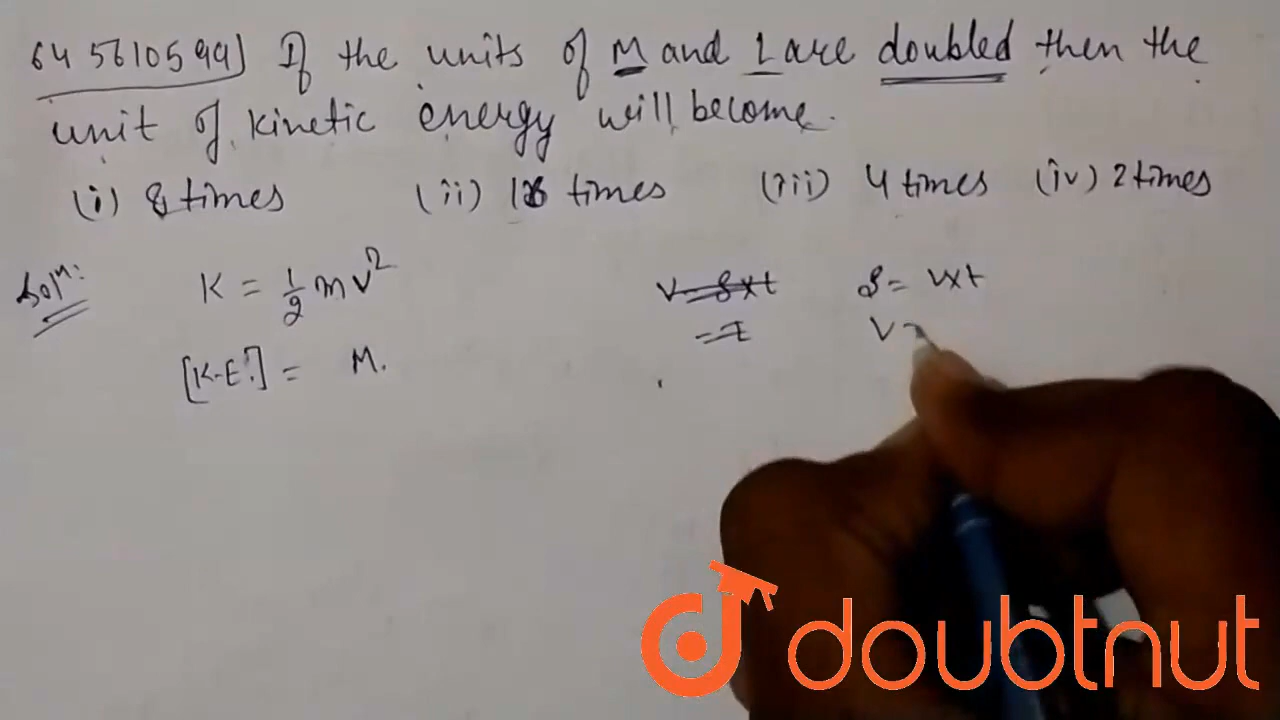 6456105991 If the units of M and L are doubled then the
unit of kinetic energy will become.
(i) 8 times (ii) 16 times (iii) 4 times (iv) 2 times
Solⁿ: K = 1/2 mv² v = s×t S = v×t
= V =
[K.E.] = M.
doubtnut